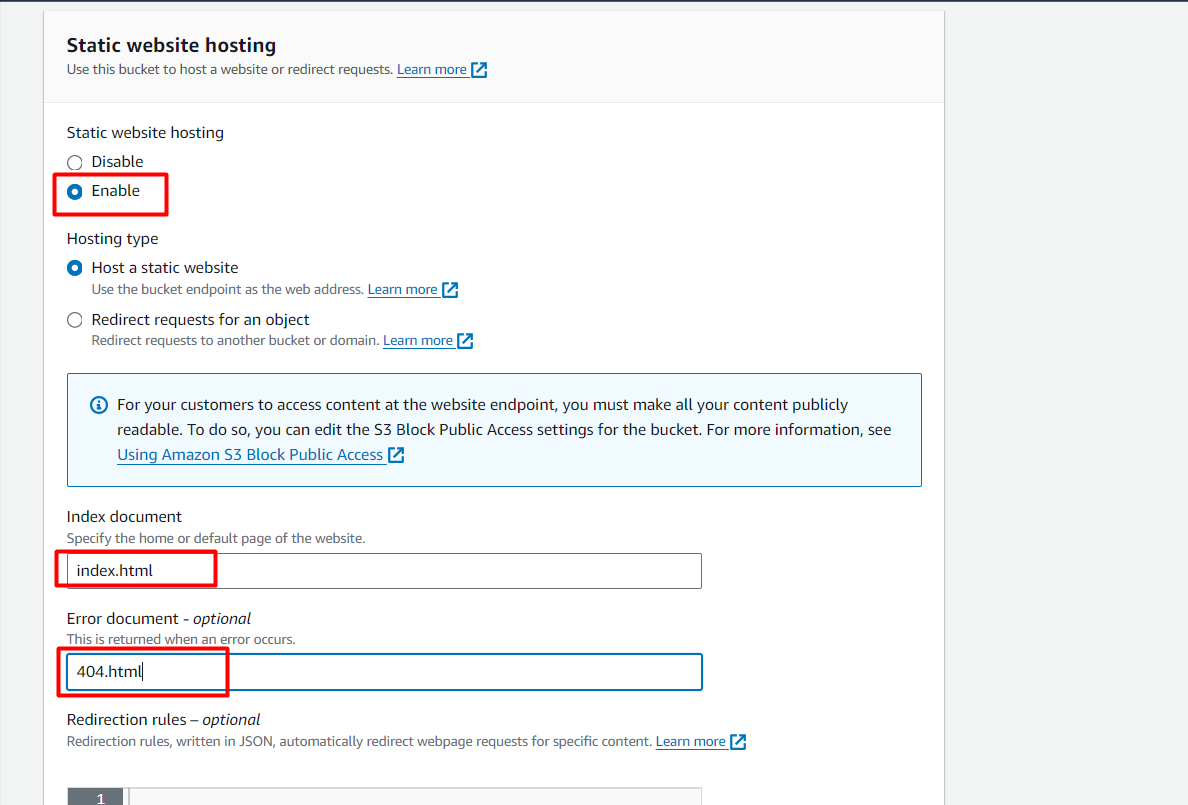 Static website hosting
Use this bucket to host a website or redirect requests. Learn more
Static website hosting
Disable
Enable
Hosting type
Host a static website
Use the bucket endpoint as the web address. Learn more
Redirect requests for an object
Redirect requests to another bucket or domain. Learn more
For your customers to access content at the website endpoint, you must make all your content publicly
readable. To do so, you can edit the S3 Block Public Access settings for the bucket. For more information, see
Using Amazon S3 Block Public Access
Index document
Specify the home or default page of the website.
index.html
Error document - optional
This is returned when an error occurs.
404.html
Redirection rules – optional
Redirection rules, written in JSON, automatically redirect webpage requests for specific content. Learn more
1